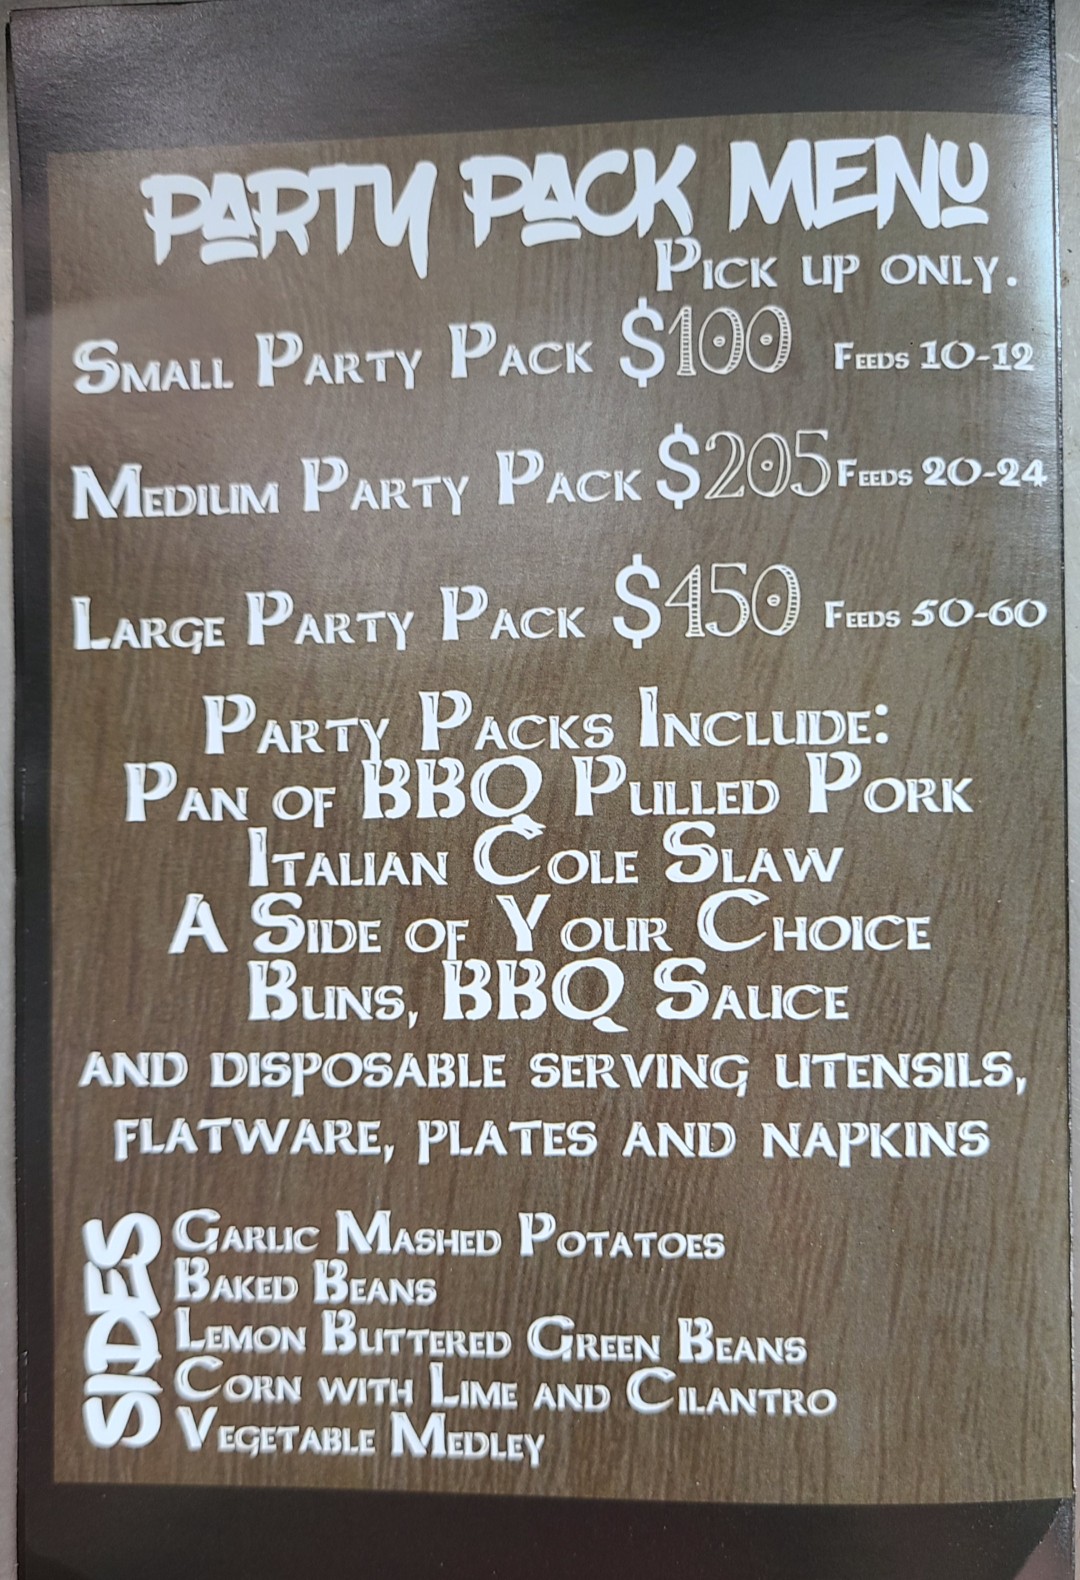 Party Pack Menu
Pick up only.
Small Party Pack $100 Feeds 10-12
Medium Party Pack $205 Feeds 20-24
Large Party Pack $450 Feeds 50-60
Party Packs Include:
Pan of BBQ Pulled Pork
Italian Cole Slaw
A Side of Your Choice
Buns, BBQ Sauce
and disposable serving utensils,
flatware, plates and napkins
SIDES
Garlic Mashed Potatoes
Baked Beans
Lemon Buttered Green Beans
Corn with Lime and Cilantro
Vegetable Medley